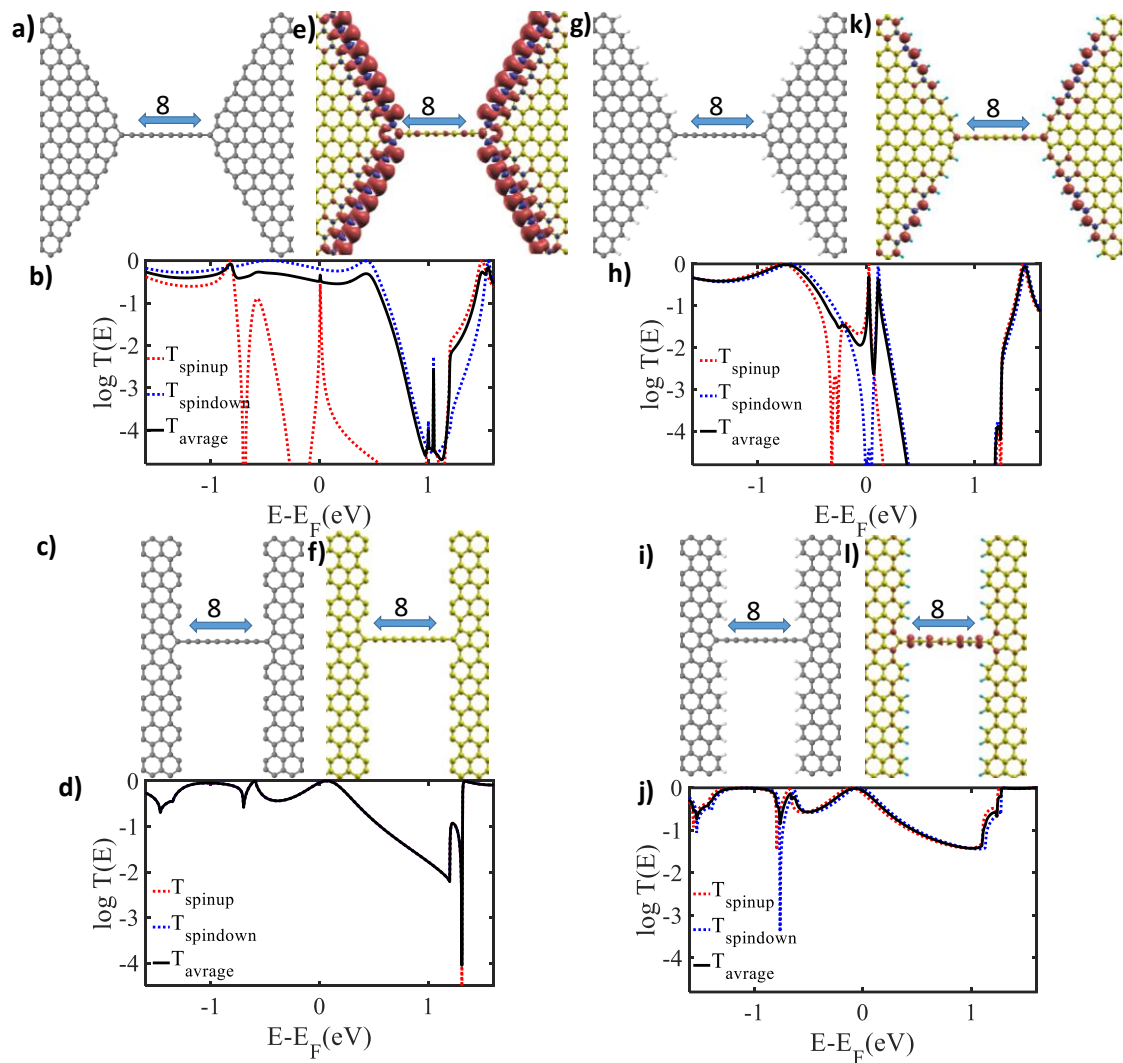 a)
8
e)
8
g)
8
k)
8
b)
0
-1
-2
-3
-4
log T(E)
T_spinup
T_spindown
T_avrage
-1
0
1
E-E_F(eV)
h)
0
-1
-2
-3
-4
log T(E)
T_spinup
T_spindown
T_avrage
-1
0
1
E-E_F(eV)
c)
8
f)
8
i)
8
l)
8
d)
0
-1
-2
-3
-4
log T(E)
T_spinup
T_spindown
T_avrage
-1
0
1
E-E_F(eV)
j)
0
-1
-2
-3
-4
log T(E)
T_spinup
T_spindown
T_avrage
-1
0
1
E-E_F(eV)